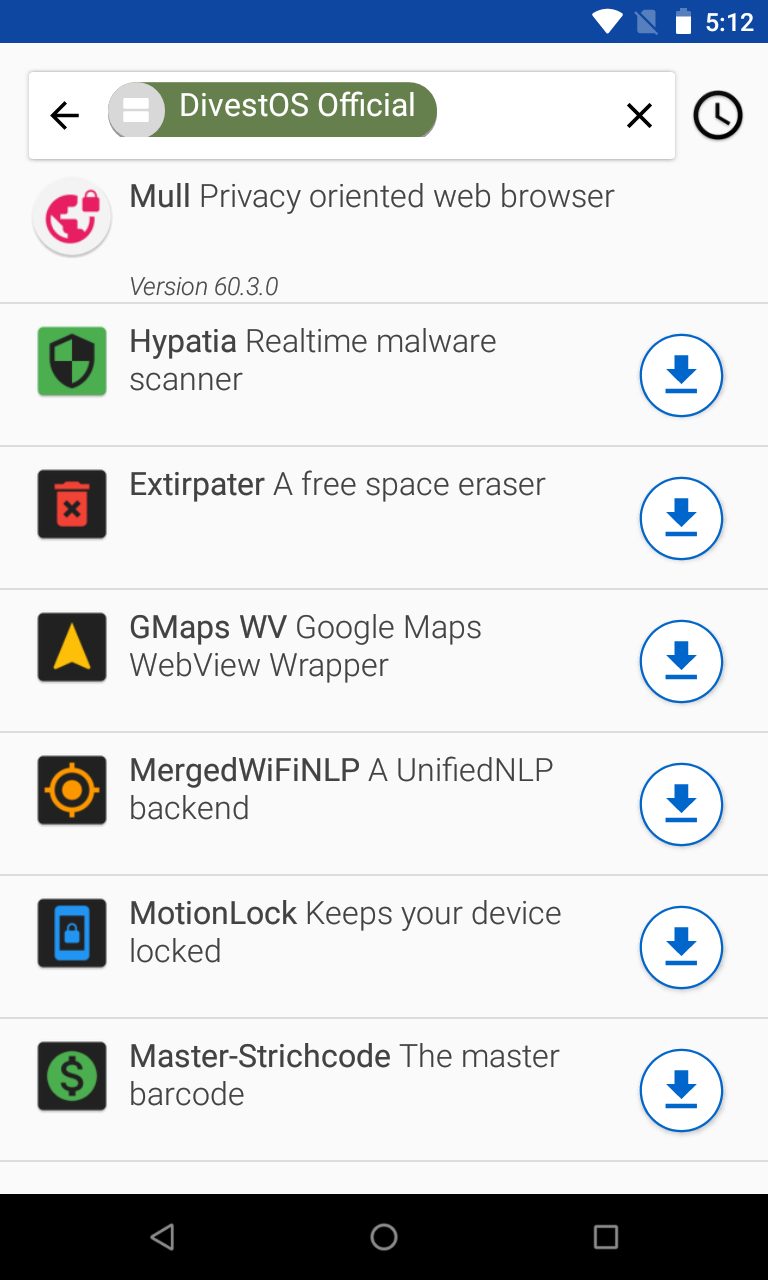 5:12
DivestOS Official
Mull Privacy oriented web browser
Version 60.3.0
Hypatia Realtime malware
scanner
Extirpater A free space eraser
GMaps WV Google Maps
WebView Wrapper
MergedWiFiNLP A UnifiedNLP
backend
MotionLock Keeps your device
locked
Master-Strichcode The master
barcode